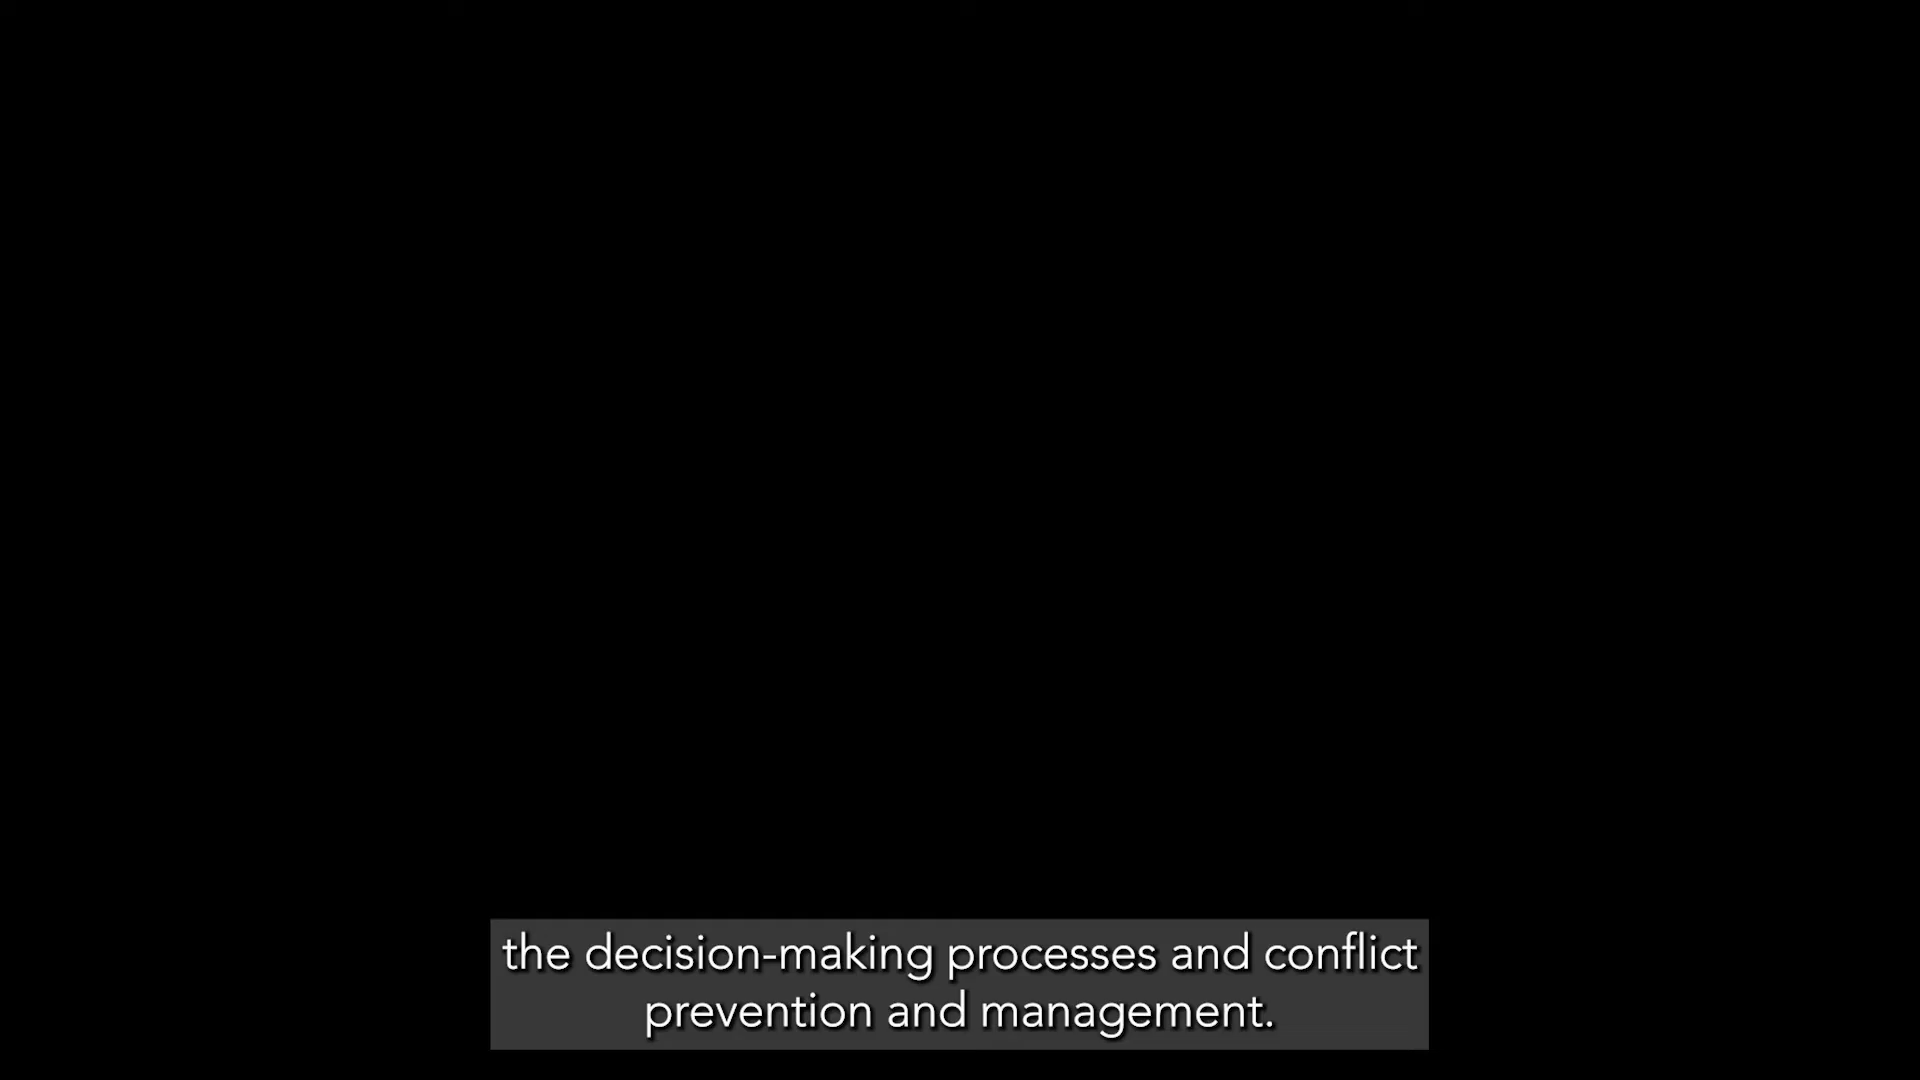 the decision-making processes and conflict
prevention and management.